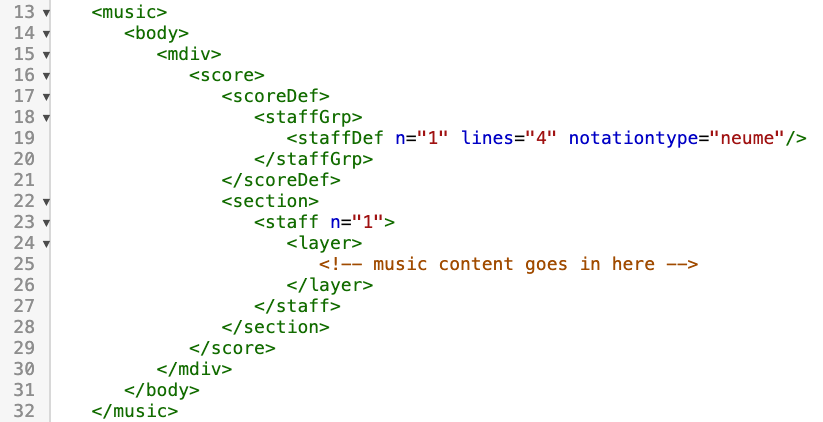 13 ▾    <music>
14 ▾       <body>
15 ▾          <mdiv>
16 ▾             <score>
17 ▾                <scoreDef>
18 ▾                   <staffGrp>
19                        <staffDef n="1" lines="4" notationtype="neume"/>
20                     </staffGrp>
21                  </scoreDef>
22 ▾                <section>
23 ▾                   <staff n="1">
24 ▾                      <layer>
25                           <!-- music content goes in here -->
26                        </layer>
27                     </staff>
28                  </section>
29               </score>
30            </mdiv>
31         </body>
32      </music>